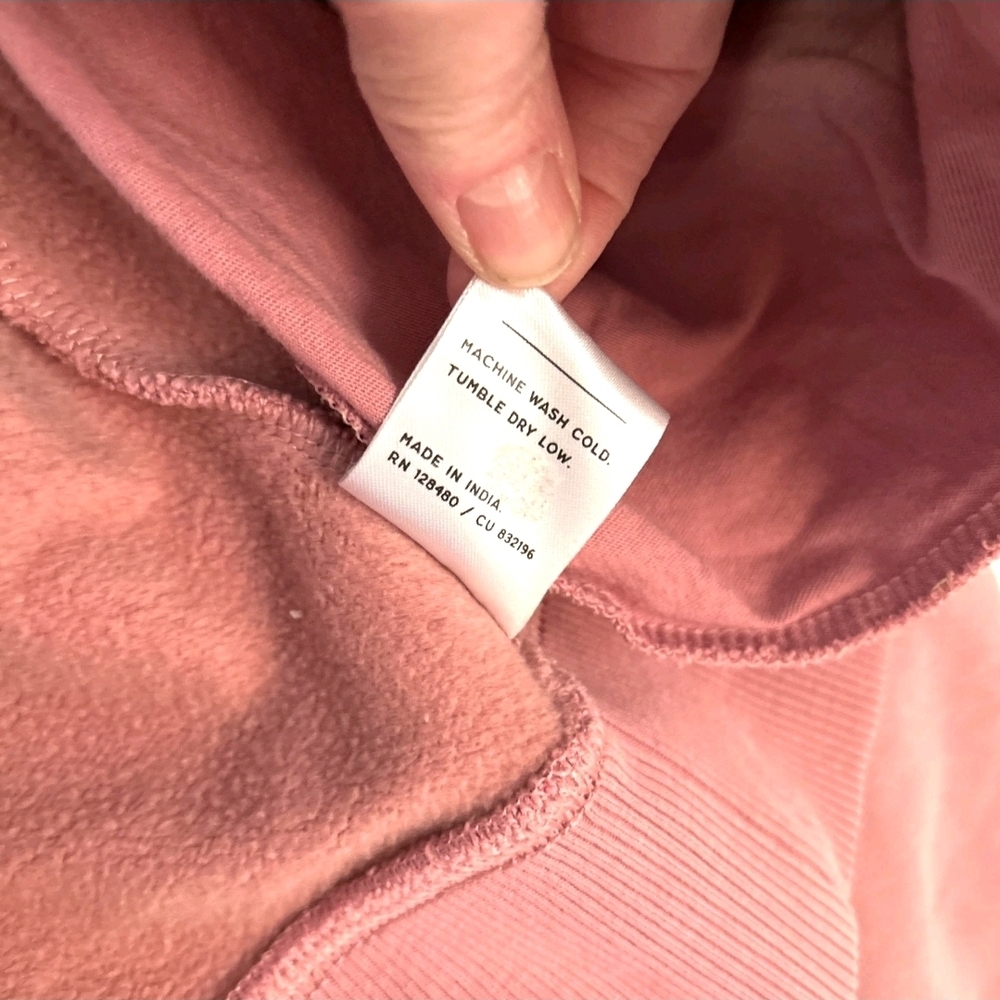 MACHINE WASH COLD.
TUMBLE DRY LOW.
MADE IN INDIA.
RN 128480 / CU 832196